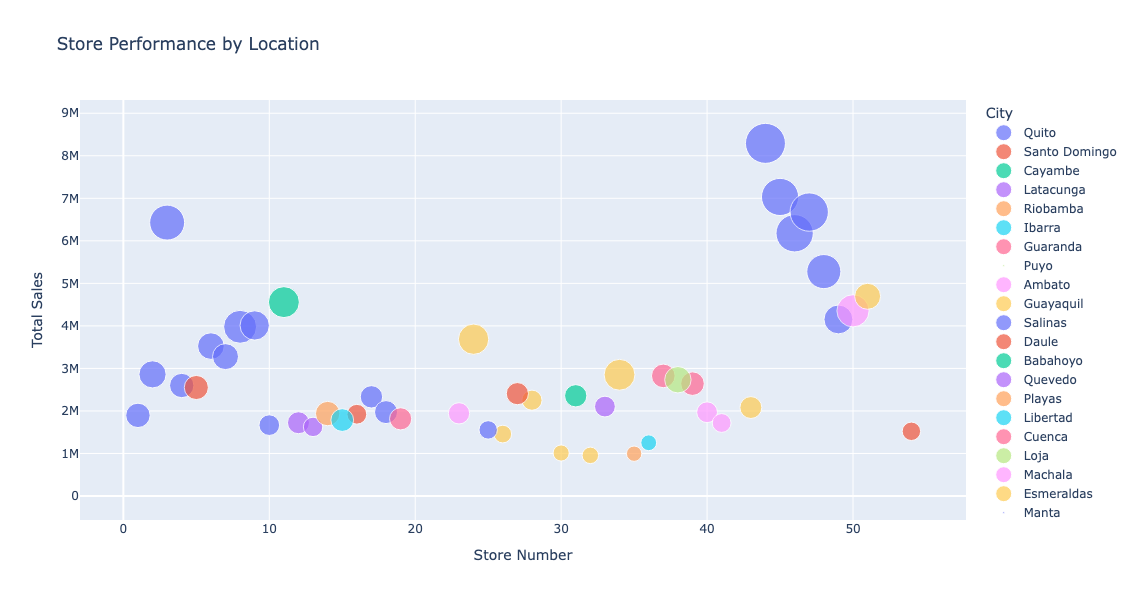 Store Performance by Location
9M
8M
7M
6M
5M
4M
3M
2M
1M
0
Total Sales
0 10 20 30 40 50
Store Number
City
Quito
Santo Domingo
Cayambe
Latacunga
Riobamba
Ibarra
Guaranda
Puyo
Ambato
Guayaquil
Salinas
Daule
Babahoyo
Quevedo
Playas
Libertad
Cuenca
Loja
Machala
Esmeraldas
Manta